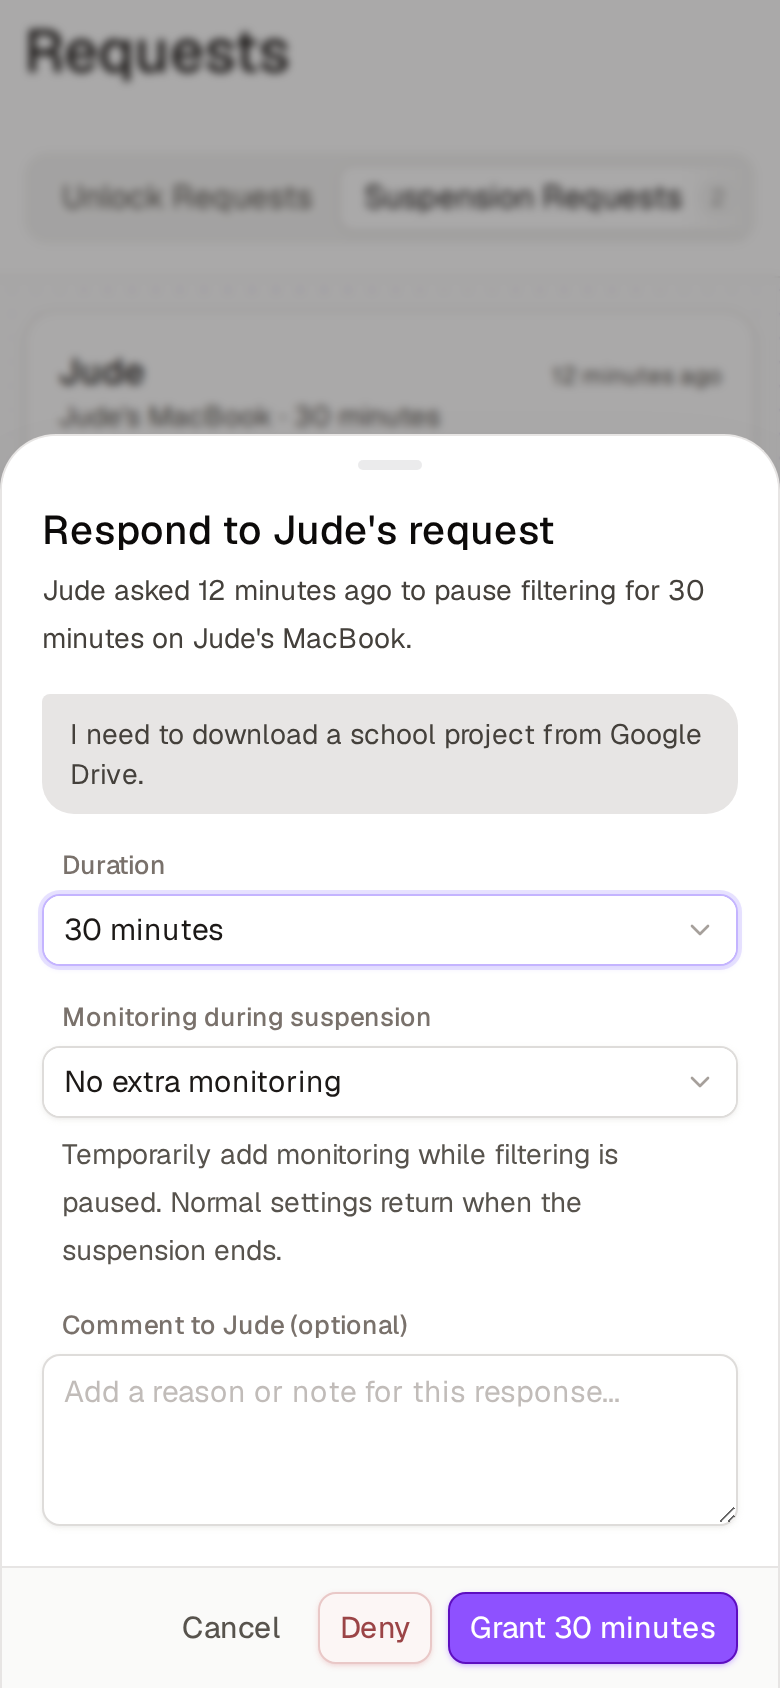 Requests
Unlock Requests
Suspension Requests 2
Jude
12 minutes ago
Jude's MacBook · 30 minutes
Respond to Jude's request
Jude asked 12 minutes ago to pause filtering for 30
minutes on Jude's MacBook.
I need to download a school project from Google
Drive.
Duration
30 minutes
Monitoring during suspension
No extra monitoring
Temporarily add monitoring while filtering is
paused. Normal settings return when the
suspension ends.
Comment to Jude (optional)
Add a reason or note for this response...
Cancel
Deny
Grant 30 minutes